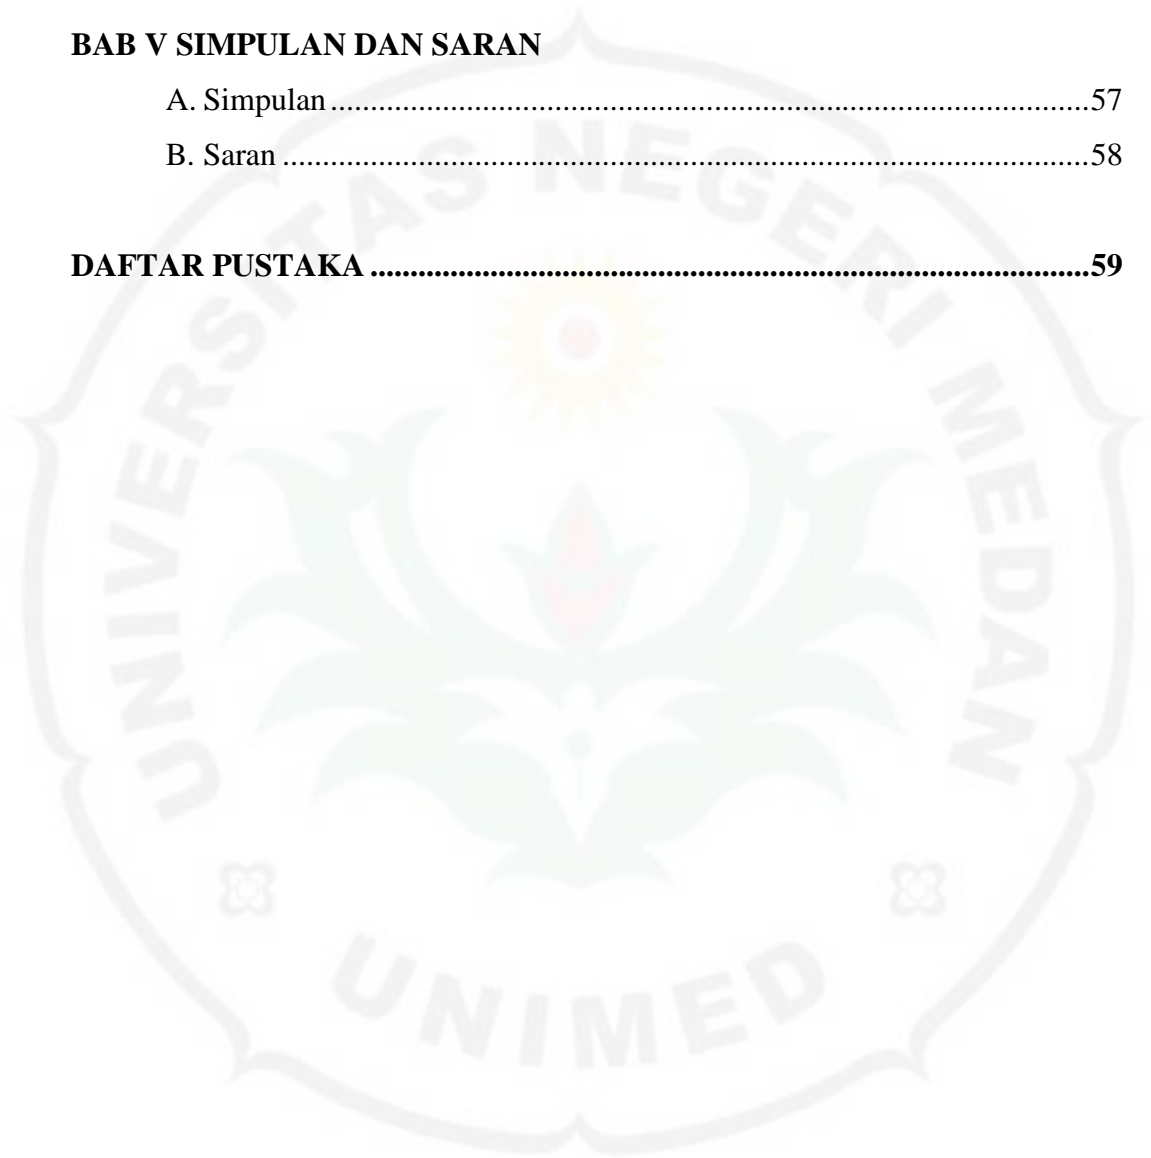 BAB V SIMPULAN DAN SARAN
A. Simpulan ................................................................................................57
B. Saran ......................................................................................................58
DAFTAR PUSTAKA ...........................................................................................59
UNIVERSITAS NEGERI MEDAN
UNIMED